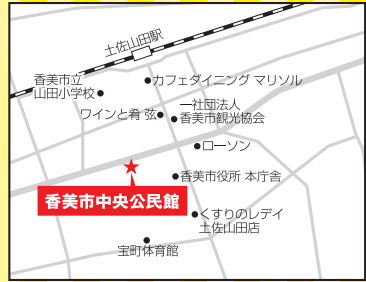 土佐山田駅
香美市立
山田小学校
カフェダイニング マリソル
ワインと肴 弦
一社団法人
香美市観光協会
ローソン
香美市役所 本庁舎
香美市中央公民館
くすりのレデイ
土佐山田店
宝町体育館